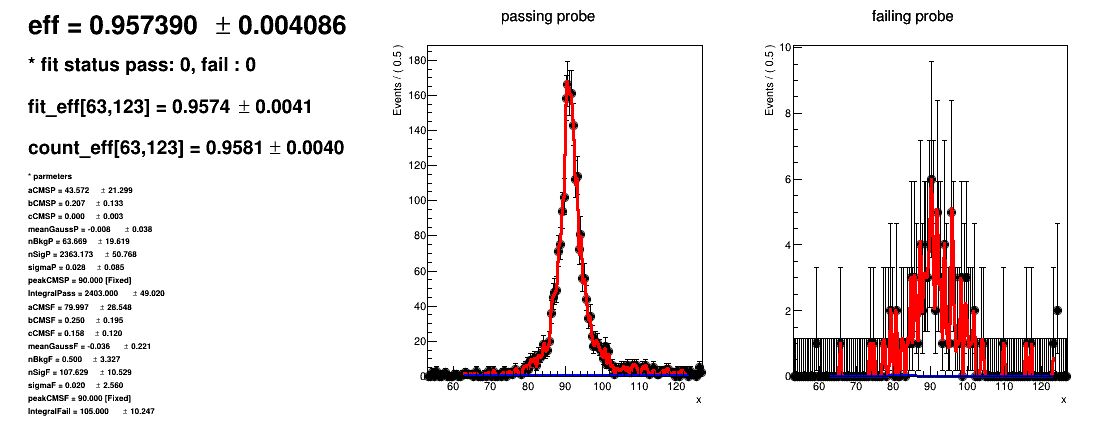 eff = 0.957390 ± 0.004086
* fit status pass: 0, fail : 0
fit_eff[63,123] = 0.9574 ± 0.0041
count_eff[63,123] = 0.9581 ± 0.0040
* parmeters
aCMSP = 43.572 ± 21.299
bCMSP = 0.207 ± 0.133
cCMSP = 0.000 ± 0.003
meanGaussP = -0.008 ± 0.038
nBkgP = 63.669 ± 19.619
nSigP = 2363.173 ± 50.768
sigmaP = 0.028 ± 0.085
peakCMSP = 90.000 [Fixed]
IntegralPass = 2403.000 ± 49.020
aCMSF = 79.997 ± 28.548
bCMSF = 0.250 ± 0.195
cCMSF = 0.158 ± 0.120
meanGaussF = -0.036 ± 0.221
nBkgF = 0.500 ± 3.327
nSigF = 107.629 ± 10.529
sigmaF = 0.020 ± 2.560
peakCMSF = 90.000 [Fixed]
IntegralFail = 105.000 ± 10.247
passing probe
Events / ( 0.5 )
180
160
140
120
100
80
60
40
20
0
60 70 80 90 100 110 120
x
failing probe
Events / ( 0.5 )
10
8
6
4
2
0
60 70 80 90 100 110 120
x